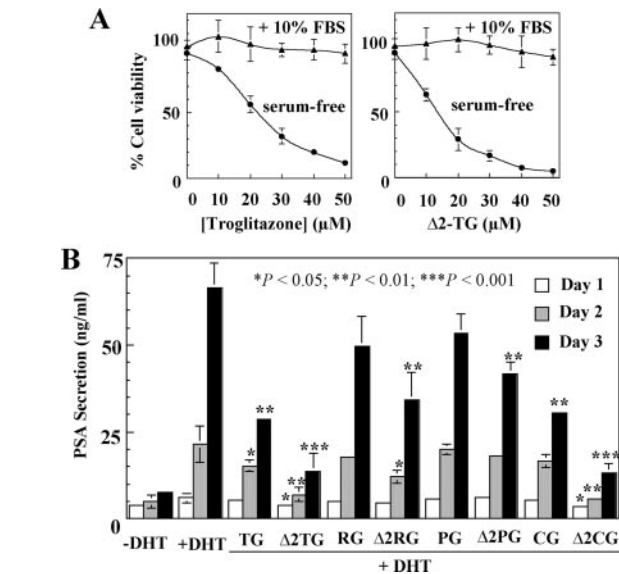 A
+ 10% FBS
+ 10% FBS
100
100
% Cell viability
serum-free
serum-free
50
50
0
0
0 10 20 30 40 50
0 10 20 30 40 50
[Troglitazone] (µM)
Δ2-TG (µM)
B
75
*P < 0.05; **P < 0.01; ***P < 0.001
Day 1
Day 2
Day 3
PSA Secretion (ng/ml)
50
25
0
** * *** ** * ** * ** ** *** ** *
-DHT +DHT TG Δ2TG RG Δ2RG PG Δ2PG CG Δ2CG
+ DHT